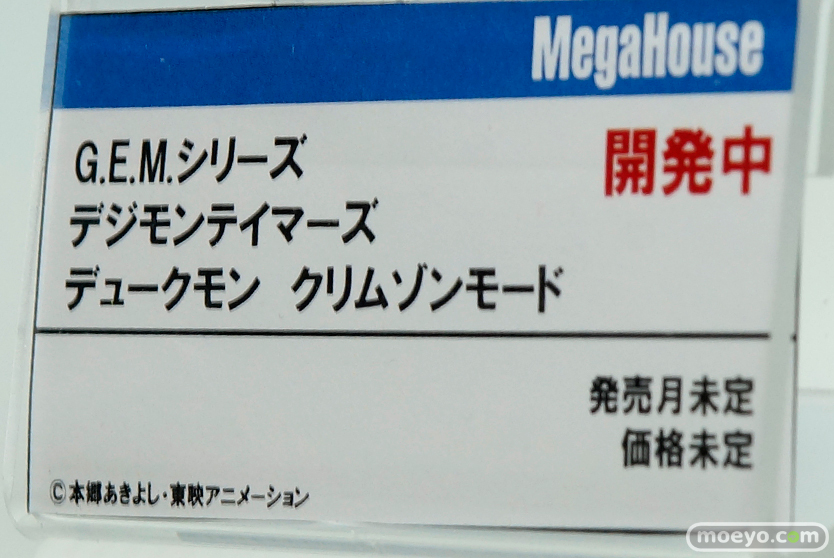 MegaHouse
G.E.M.シリーズ
開発中
デジモンテイマーズ
デュークモン クリムゾンモード
発売月未定
価格未定
©本郷あきよし・東映アニメーション
moeyo.com